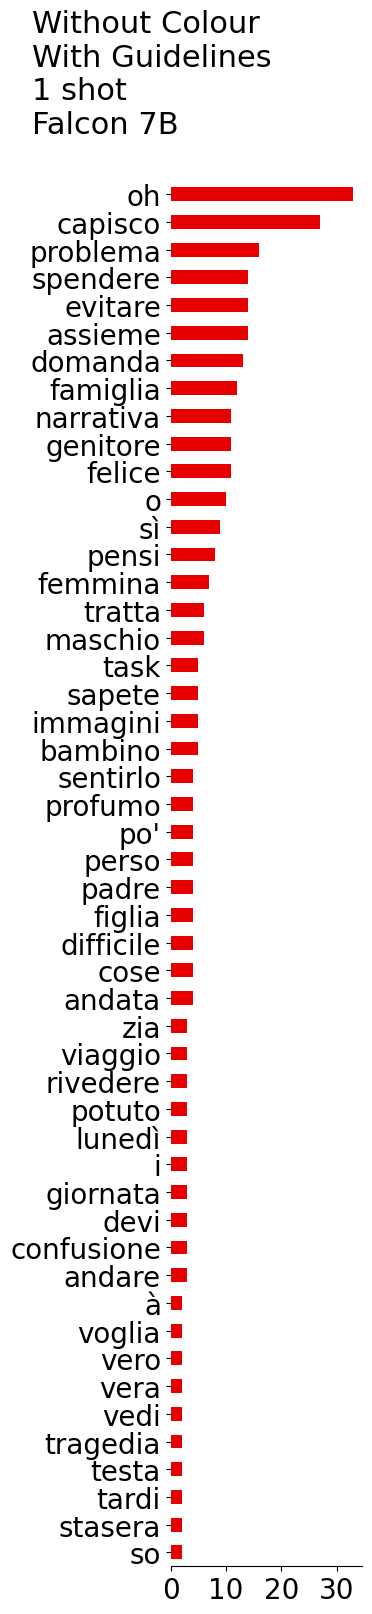 Without Colour
With Guidelines
1 shot
Falcon 7B
oh
capisco
problema
spendere
evitare
assieme
domanda
famiglia
narrativa
genitore
felice
o
sì
pensi
femmina
tratta
maschio
task
sapete
immagini
bambino
sentirlo
profumo
po'
perso
padre
figlia
difficile
cose
andata
zia
viaggio
rivedere
potuto
lunedì
i
giornata
devi
confusione
andare
à
voglia
vero
vera
vedi
tragedia
testa
tardi
stasera
so
0 10 20 30